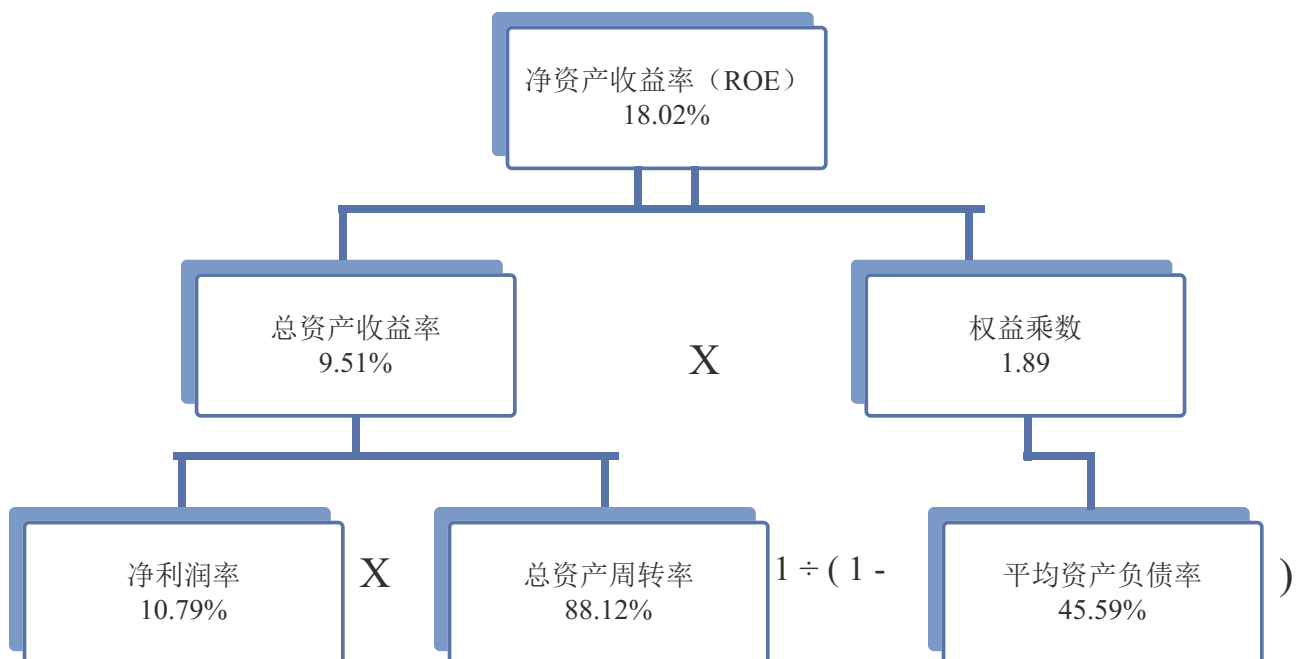 净资产收益率（ROE）
18.02%
总资产收益率
9.51%
X
权益乘数
1.89
净利润率
10.79%
X
总资产周转率
88.12%
1 ÷ ( 1 -
平均资产负债率
45.59%
)